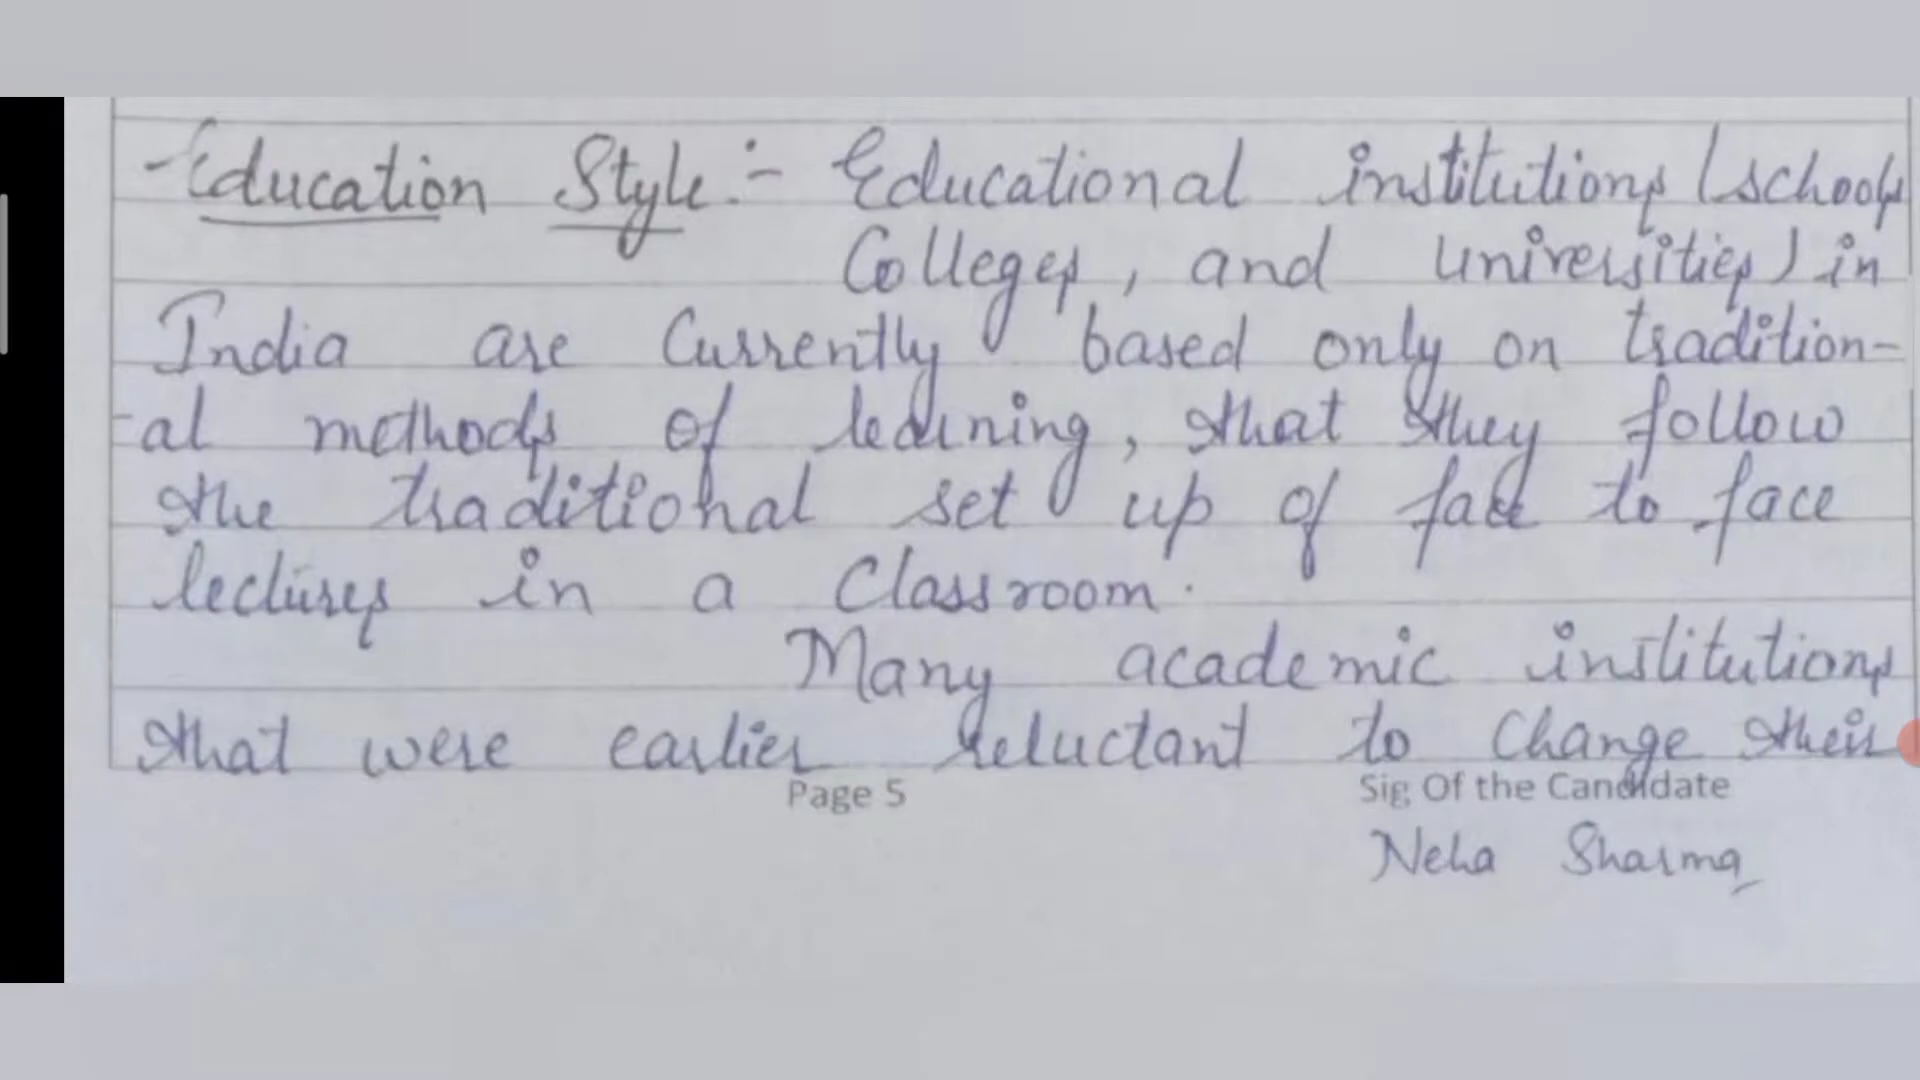 - Education Style :- Educational institutions (schools
Colleges, and universities) in
India are Currently based only on tradition-
-al methods of learning, that they follow
the traditional set up of face to face
lectures in a Classroom.
Many academic institutions
that were earlier reluctant to Change their
Page 5
Sig Of the Candidate
Neha Sharma